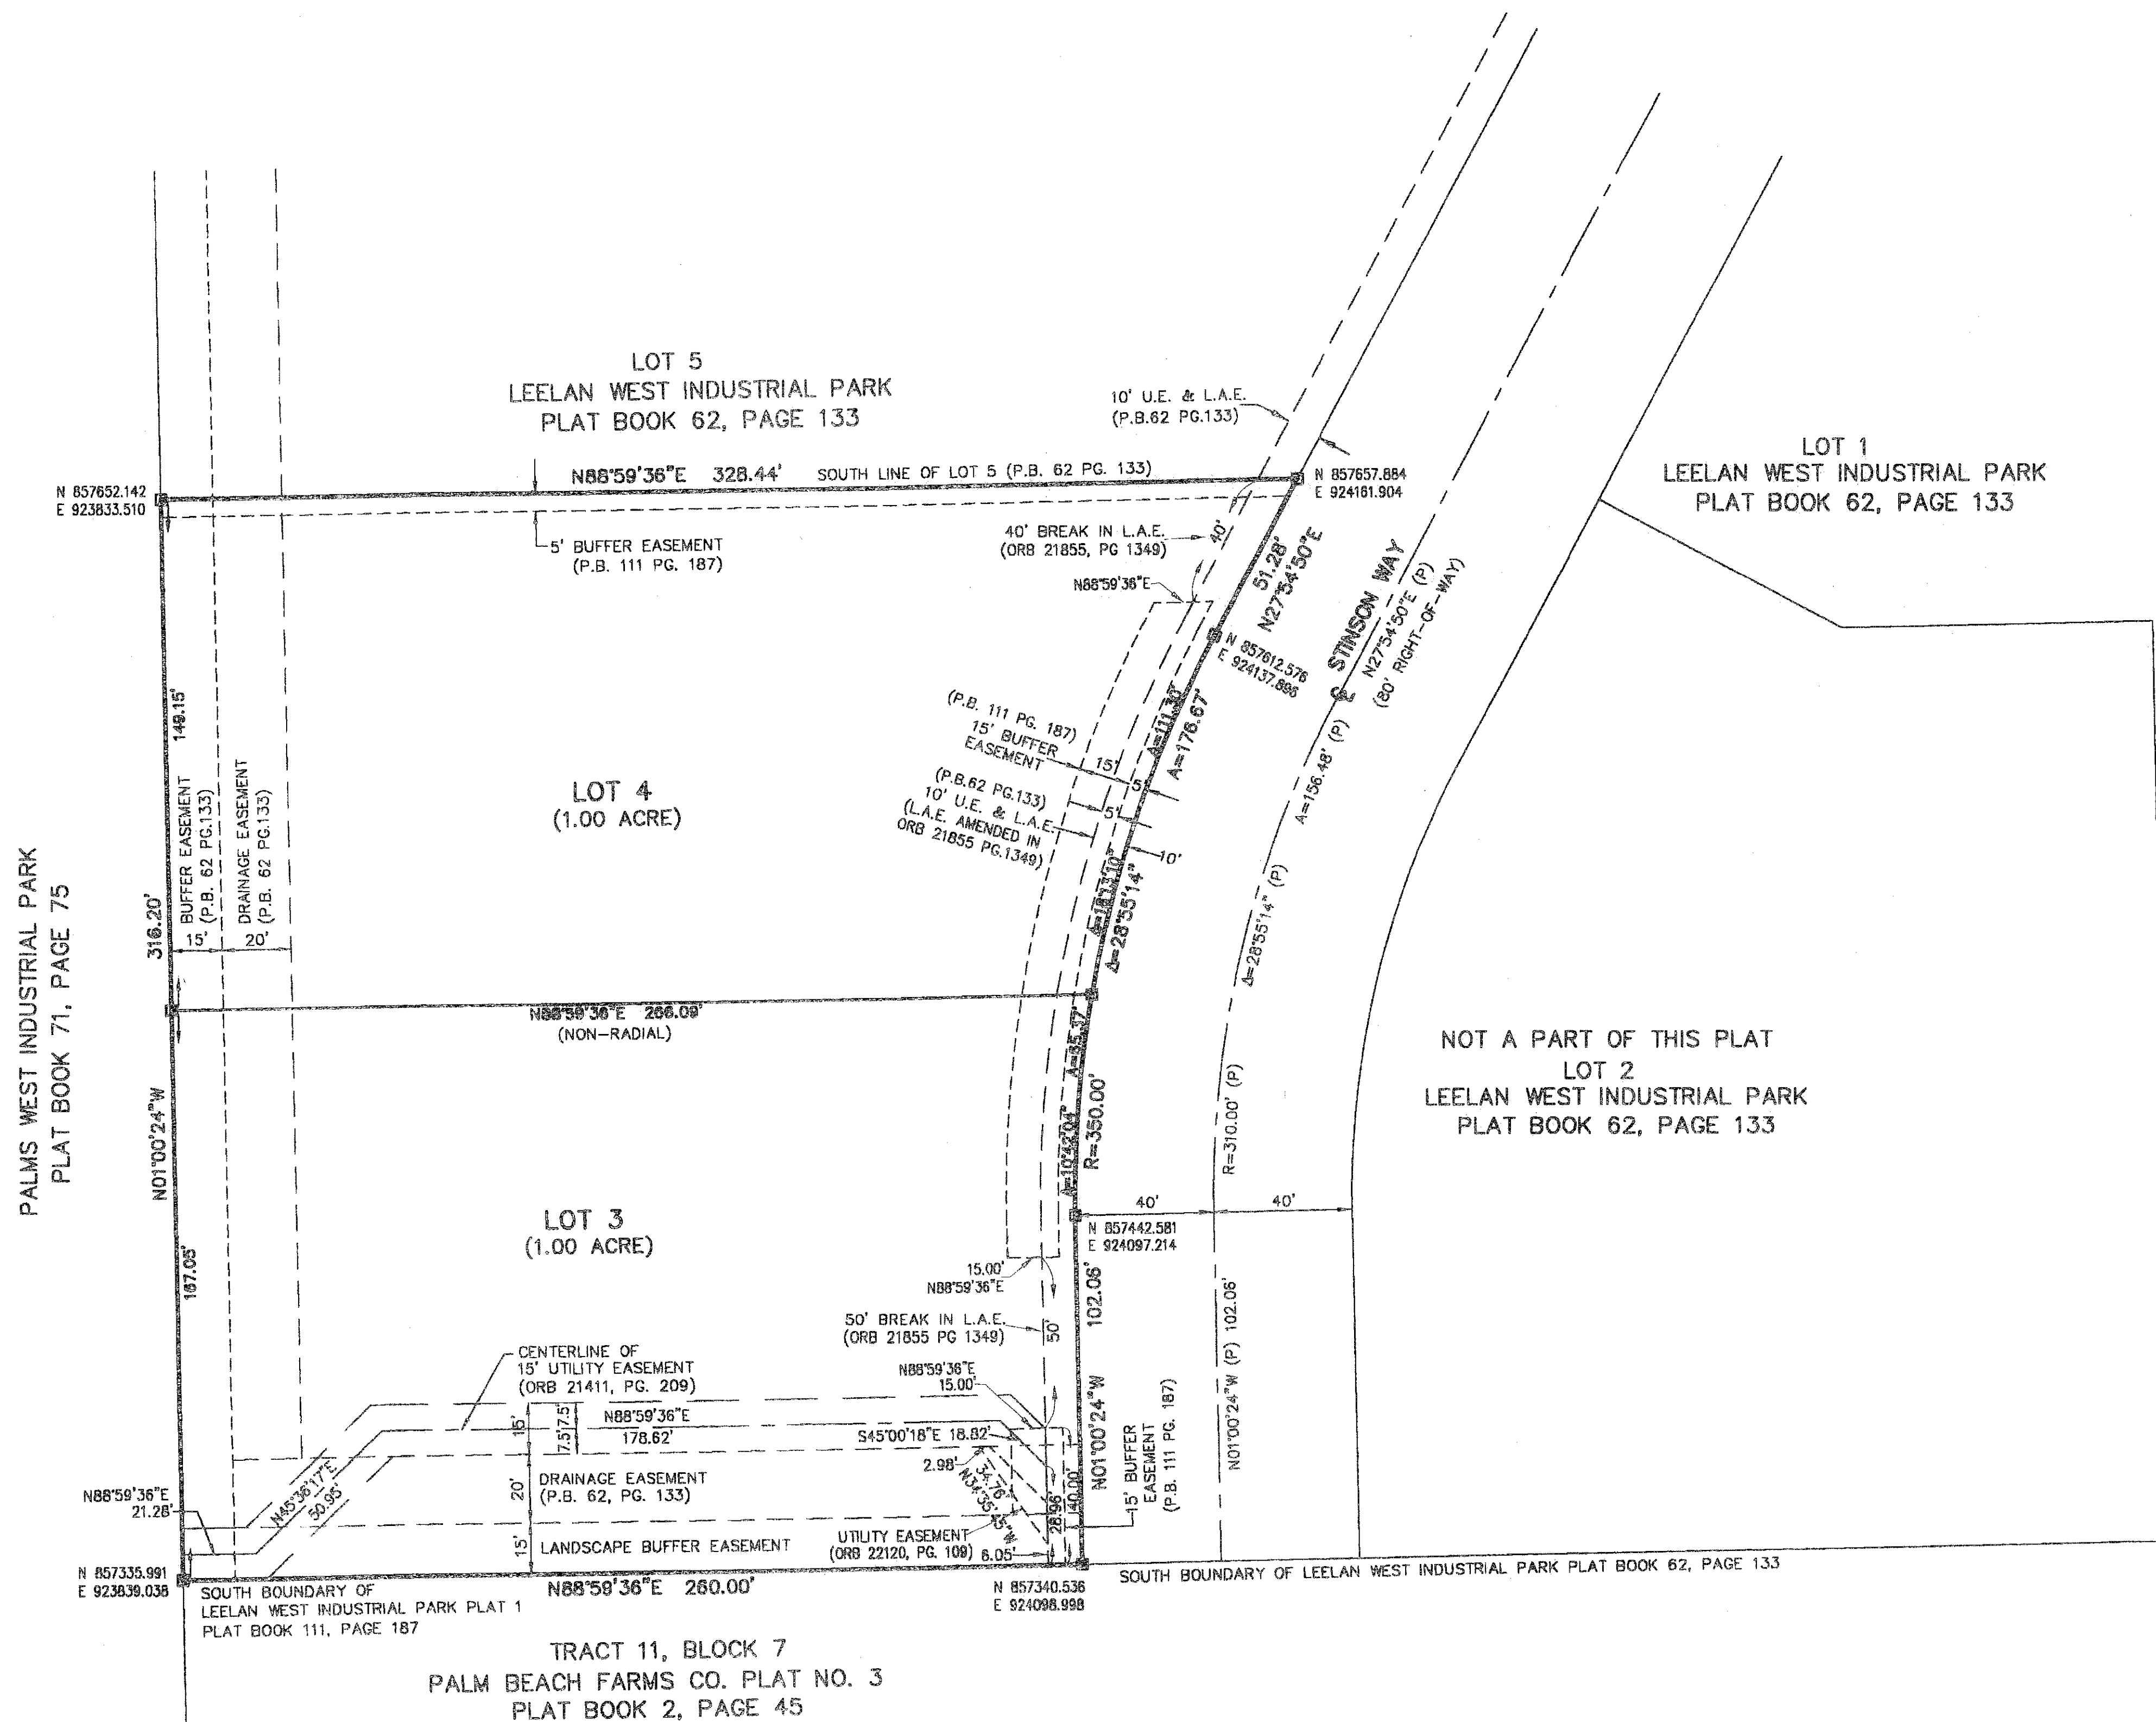 LOT 5
LEELAN WEST INDUSTRIAL PARK
PLAT BOOK 62, PAGE 133
10' U.E. & L.A.E.
(P.B.62 PG.133)
LOT 1
LEELAN WEST INDUSTRIAL PARK
PLAT BOOK 62, PAGE 133
N 857652.142
E 923833.510
N88°59'36"E 328.44'
SOUTH LINE OF LOT 5 (P.B. 62 PG. 133)
N 857657.884
E 924161.904
5' BUFFER EASEMENT
(P.B. 111 PG. 187)
40' BREAK IN L.A.E.
(ORB 21855, PG 1349)
40'
N88°59'36"E
51.28'
N27°54'50"E
N 857612.576
E 924137.896
STINSON WAY
N27°54'50"E (P)
(80' RIGHT-OF-WAY)
(P.B. 111 PG. 187)
15' BUFFER
EASEMENT
15'
5'
(P.B.62 PG.133)
10' U.E. & L.A.E.
(L.A.E. AMENDED IN
ORB 21855 PG.1349)
5'
10'
A=111.30'
A=176.67'
Δ=18°13'10"
Δ=28°55'14"
A=156.48' (P)
Δ=28°55'14" (P)
R=310.00' (P)
149.15'
316.20'
BUFFER EASEMENT
(P.B. 62 PG.133)
DRAINAGE EASEMENT
(P.B. 62 PG.133)
15'
20'
LOT 4
(1.00 ACRE)
PALMS WEST INDUSTRIAL PARK
PLAT BOOK 71, PAGE 75
N88°59'36"E 266.09'
(NON-RADIAL)
A=65.37'
R=350.00'
Δ=10°42'04"
NOT A PART OF THIS PLAT
LOT 2
LEELAN WEST INDUSTRIAL PARK
PLAT BOOK 62, PAGE 133
N01°00'24"W
167.05'
LOT 3
(1.00 ACRE)
40'
40'
N 857442.581
E 924097.214
15.00'
N88°59'36"E
50' BREAK IN L.A.E.
(ORB 21855 PG 1349)
50'
102.06'
N01°00'24"W
N01°00'24"W (P) 102.06'
CENTERLINE OF
15' UTILITY EASEMENT
(ORB 21411, PG. 209)
N88°59'36"E
15.00'
15'
7.5'
7.5'
N88°59'36"E
178.62'
S45°00'18"E 18.82'
2.98'
34.76'
N34°35'45"W
28.96'
40.00'
15' BUFFER
EASEMENT
(P.B. 111 PG. 187)
N88°59'36"E
21.28'
N45°36'17"E
50.95'
20'
DRAINAGE EASEMENT
(P.B. 62, PG. 133)
15'
LANDSCAPE BUFFER EASEMENT
UTILITY EASEMENT
(ORB 22120, PG. 109)
6.05'
N 857335.991
E 923839.038
N88°59'36"E 260.00'
N 857340.536
E 924098.998
SOUTH BOUNDARY OF
LEELAN WEST INDUSTRIAL PARK PLAT 1
PLAT BOOK 111, PAGE 187
SOUTH BOUNDARY OF LEELAN WEST INDUSTRIAL PARK PLAT BOOK 62, PAGE 133
TRACT 11, BLOCK 7
PALM BEACH FARMS CO. PLAT NO. 3
PLAT BOOK 2, PAGE 45